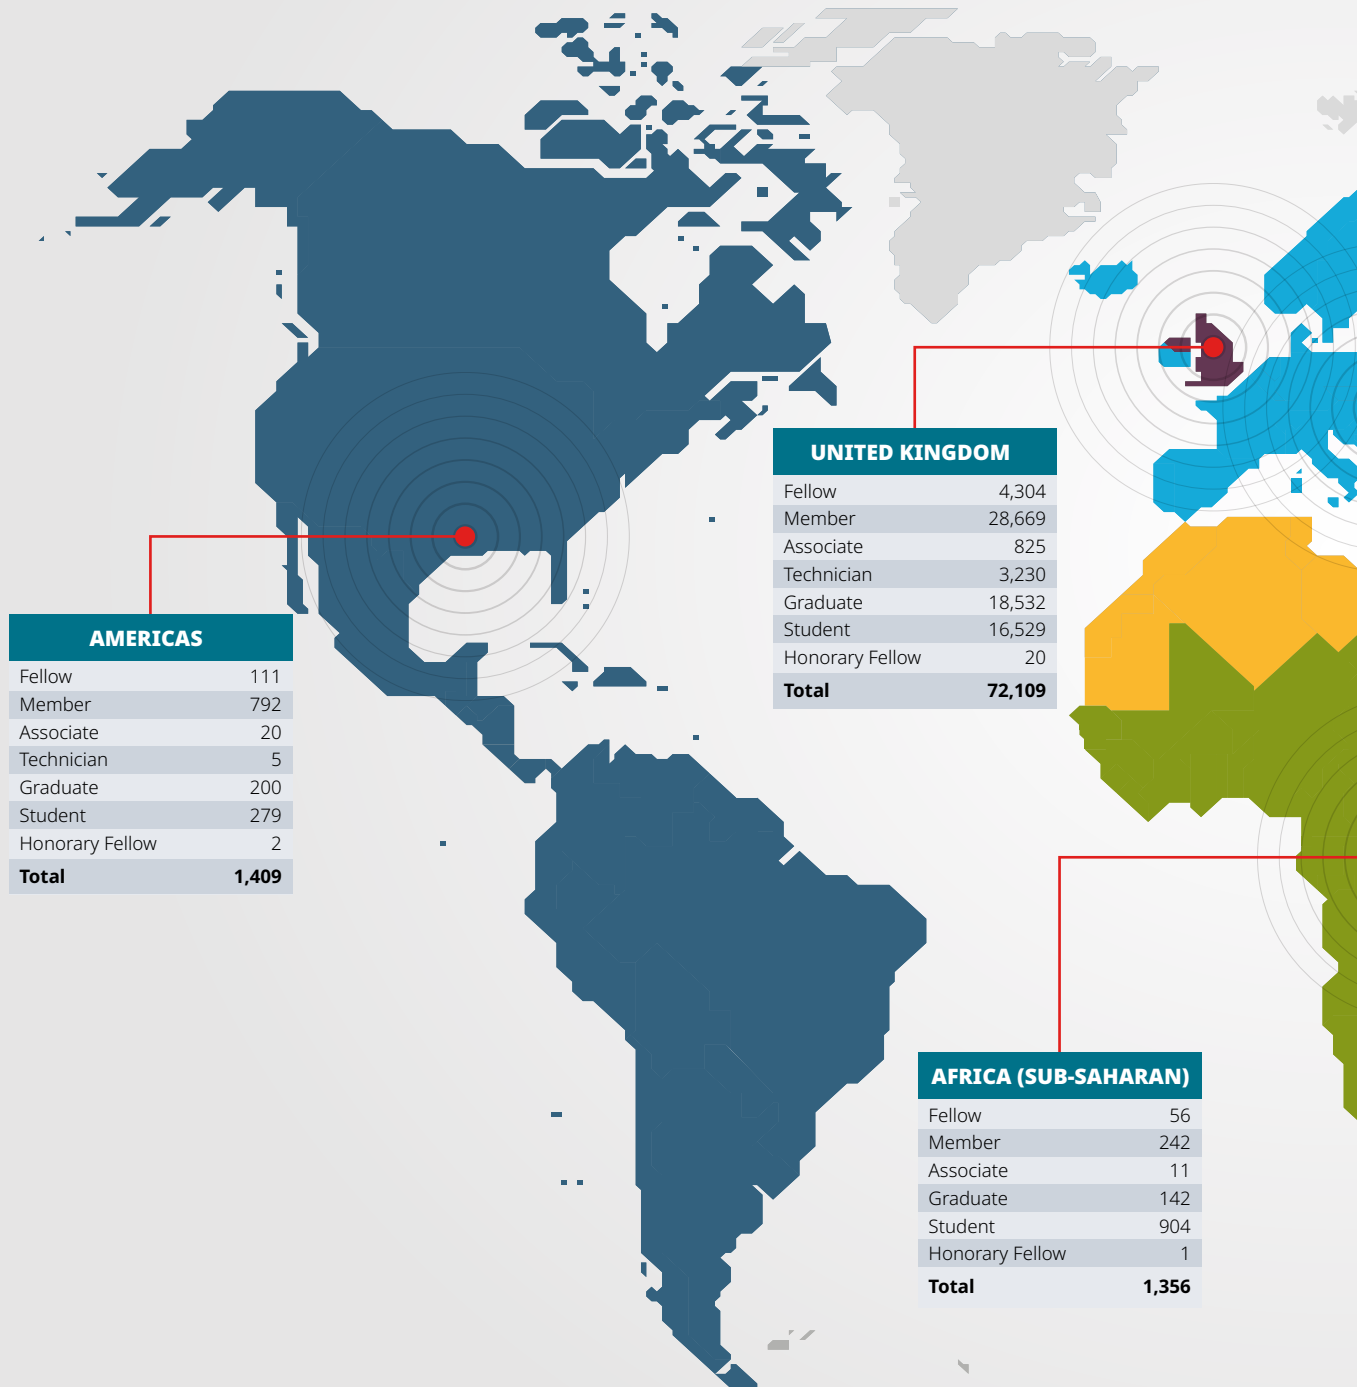 UNITED KINGDOM
Fellow 4,304
Member 28,669
Associate 825
Technician 3,230
Graduate 18,532
Student 16,529
Honorary Fellow 20
Total 72,109
AMERICAS
Fellow 111
Member 792
Associate 20
Technician 5
Graduate 200
Student 279
Honorary Fellow 2
Total 1,409
AFRICA (SUB-SAHARAN)
Fellow 56
Member 242
Associate 11
Graduate 142
Student 904
Honorary Fellow 1
Total 1,356